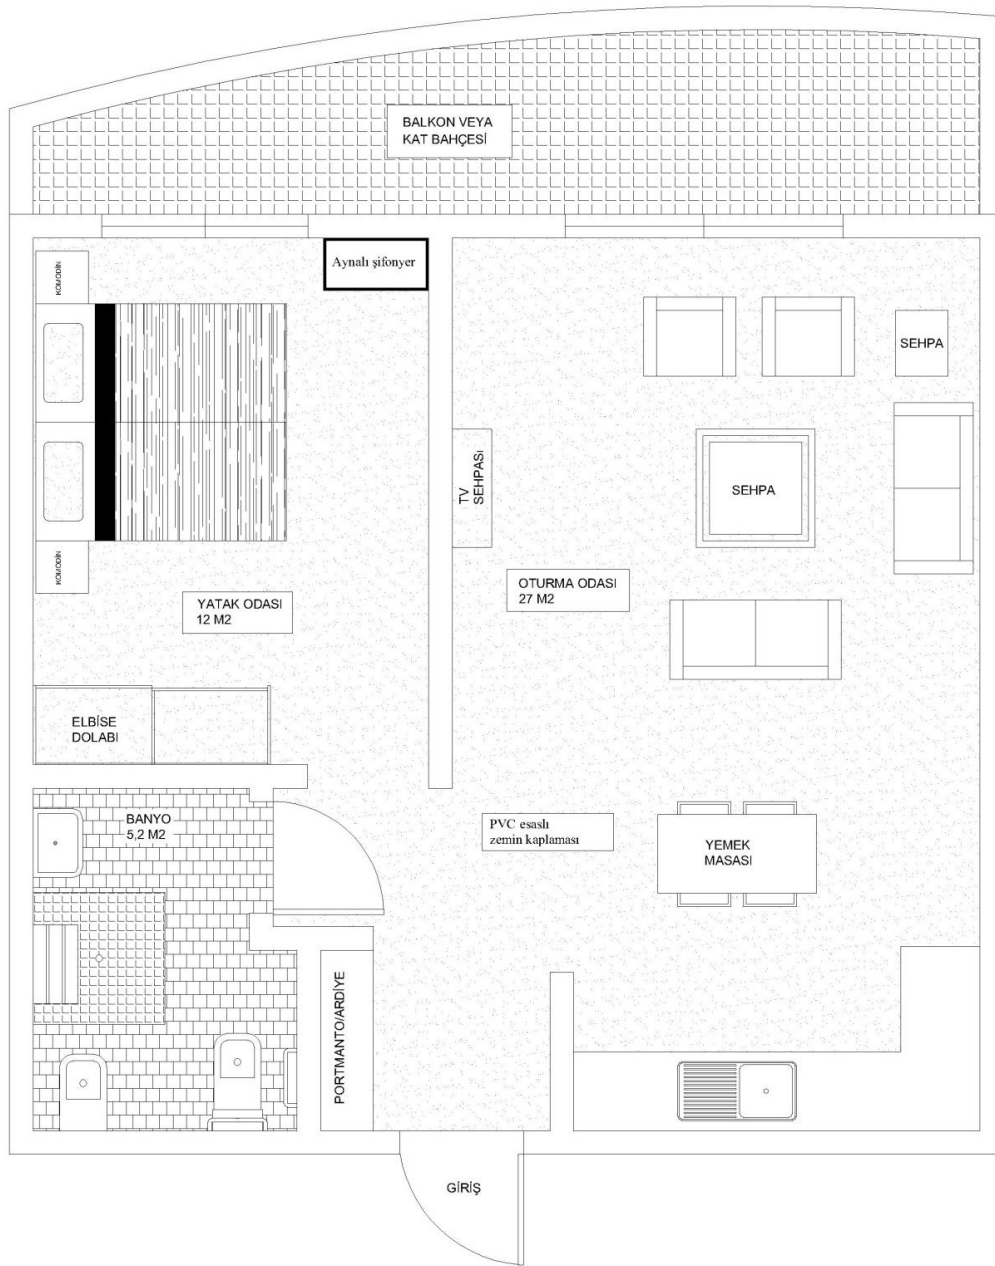 BALKON VEYA
KAT BAHÇESİ
KOMODİN
Aynalı şifonyer
SEHPA
TV
SEHPASI
SEHPA
KOMODİN
YATAK ODASI
12 M2
OTURMA ODASI
27 M2
ELBİSE
DOLABI
BANYO
5,2 M2
PVC esaslı
zemin kaplaması
YEMEK
MASASI
PORTMANTO/ARDİYE
GİRİŞ